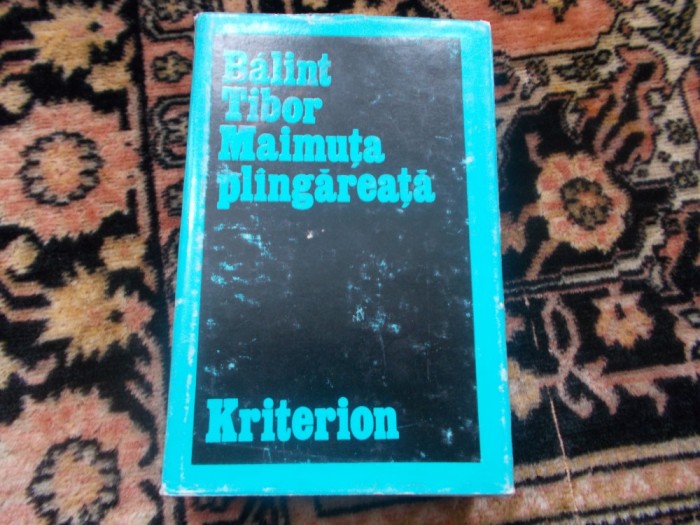 Bálint
Tibor
Maimuța
plîngăreață
Kriterion